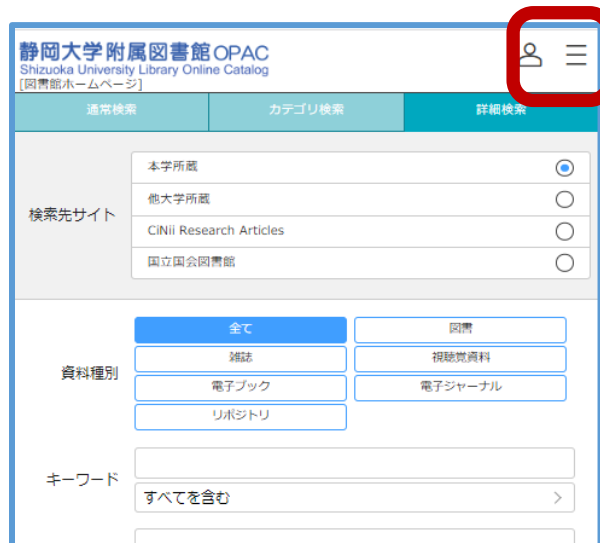 静岡大学附属図書館OPAC
Shizuoka University Library Online Catalog
[図書館ホームページ]
通常検索 カテゴリ検索 詳細検索
検索先サイト
本学所蔵
他大学所蔵
CiNii Research Articles
国立国会図書館
資料種別
全て 図書
雑誌 視聴覚資料
電子ブック 電子ジャーナル
リポジトリ
キーワード
すべてを含む